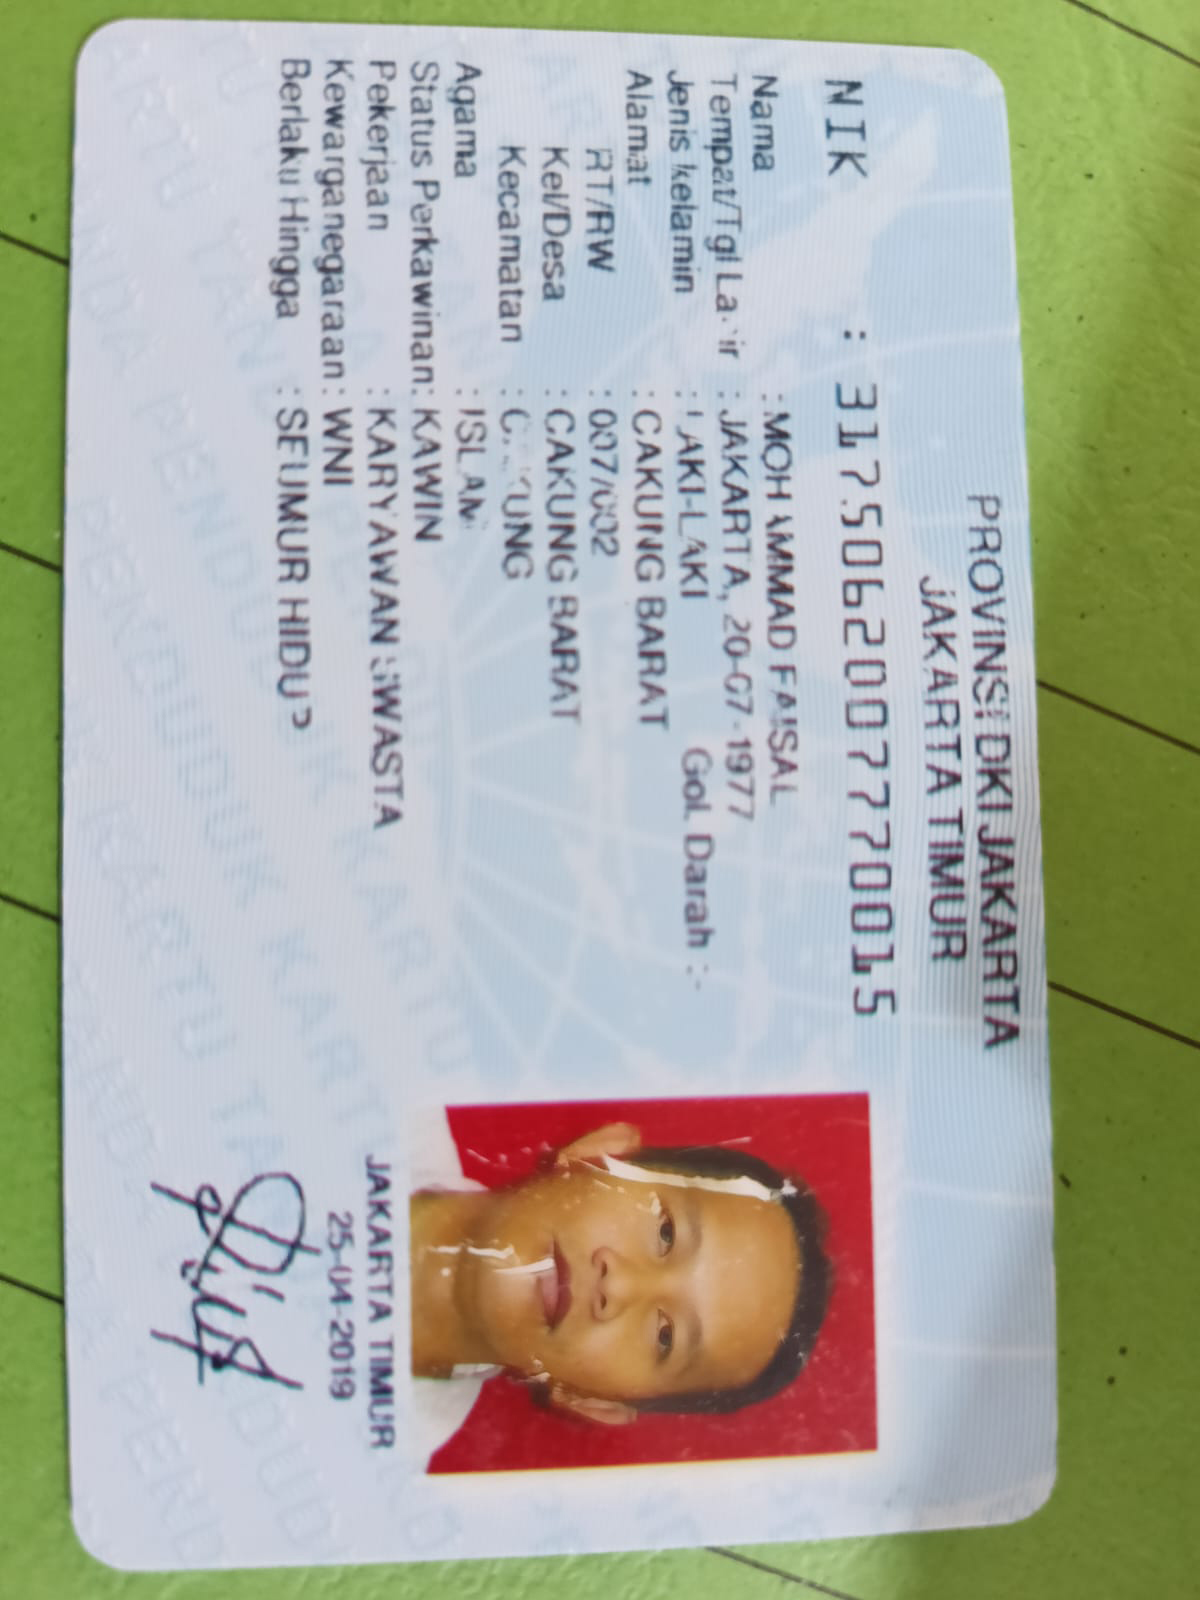 PROVINSI DKI JAKARTA
JAKARTA TIMUR
NIK : 3175062007770015
Nama : MOHAMMAD FAISAL
Tempat/Tgl Lahir : JAKARTA, 20-07-1977
Jenis kelamin : LAKI-LAKI Gol. Darah : -
Alamat : CAKUNG BARAT
RT/RW : 007/002
Kel/Desa : CAKUNG BARAT
Kecamatan : CAKUNG
Agama : ISLAM
Status Perkawinan: KAWIN
Pekerjaan : KARYAWAN SWASTA
Kewarganegaraan: WNI
Berlaku Hingga : SEUMUR HIDUP
JAKARTA TIMUR
25-04-2019